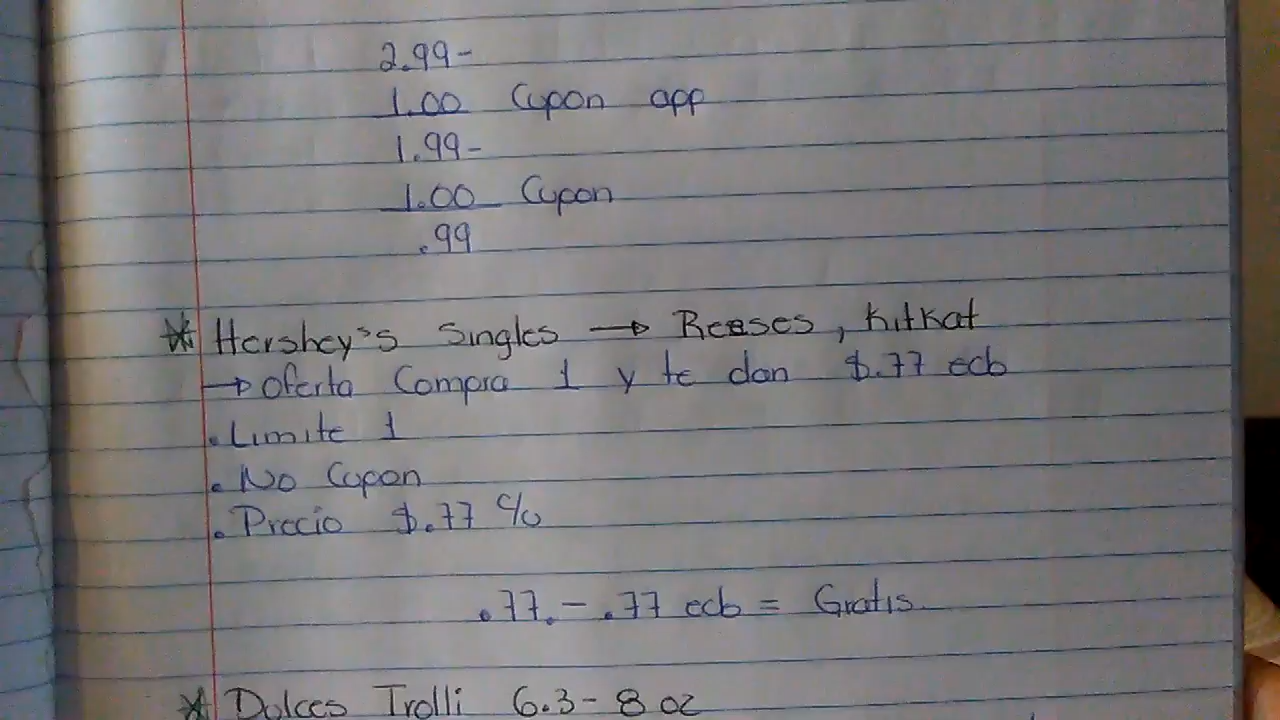 2.99-
1.00 Cupon app
1.99-
1.00 Cupon
.99
* Hershey's Singles → Reeses, KitKat
→ Oferta Compra 1 y te dan $.77 ecb
. Limite 1
. No Cupon
. Precio $.77 c/o
.77. - .77 ecb = Gratis.
* Dulces Trolli 6.3 - 8 oz